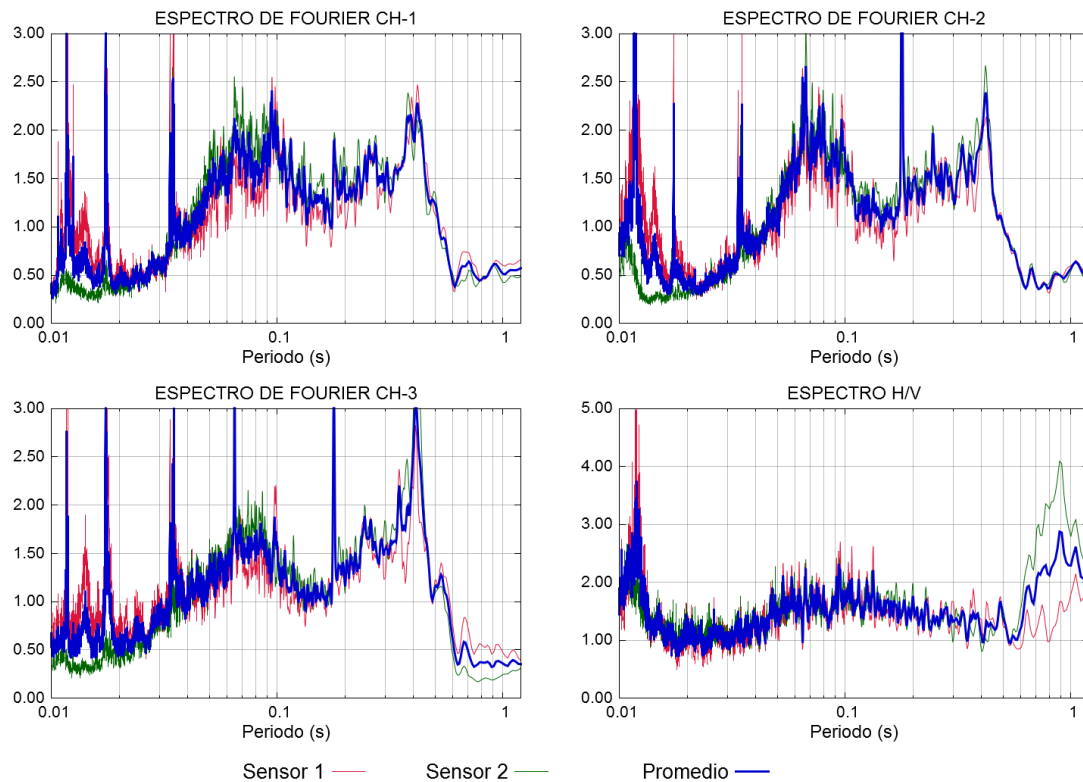 ESPECTRO DE FOURIER CH-1
3.00
2.50
2.00
1.50
1.00
0.50
0.00
0.01 0.1 1
Periodo (s)
ESPECTRO DE FOURIER CH-2
3.00
2.50
2.00
1.50
1.00
0.50
0.00
0.01 0.1 1
Periodo (s)
ESPECTRO DE FOURIER CH-3
3.00
2.50
2.00
1.50
1.00
0.50
0.00
0.01 0.1 1
Periodo (s)
ESPECTRO H/V
5.00
4.00
3.00
2.00
1.00
0.00
0.01 0.1 1
Periodo (s)
Sensor 1 Sensor 2 Promedio